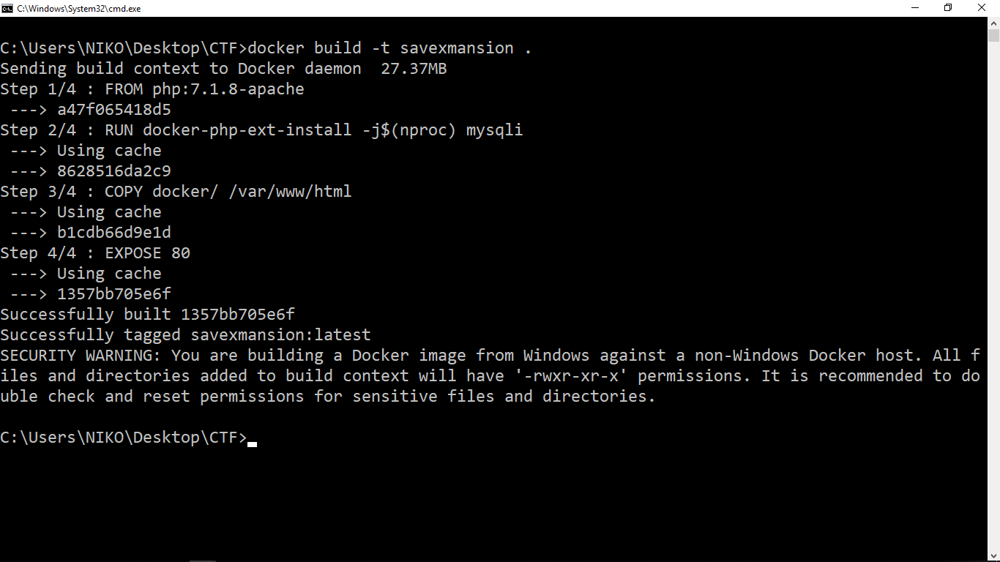 C:\Windows\System32\cmd.exe
C:\Users\NIKO\Desktop\CTF>docker build -t savexmansion .
Sending build context to Docker daemon  27.37MB
Step 1/4 : FROM php:7.1.8-apache
 ---> a47f065418d5
Step 2/4 : RUN docker-php-ext-install -j$(nproc) mysqli
 ---> Using cache
 ---> 8628516da2c9
Step 3/4 : COPY docker/ /var/www/html
 ---> Using cache
 ---> b1cdb66d9e1d
Step 4/4 : EXPOSE 80
 ---> Using cache
 ---> 1357bb705e6f
Successfully built 1357bb705e6f
Successfully tagged savexmansion:latest
SECURITY WARNING: You are building a Docker image from Windows against a non-Windows Docker host. All f
iles and directories added to build context will have '-rwxr-xr-x' permissions. It is recommended to do
uble check and reset permissions for sensitive files and directories.
C:\Users\NIKO\Desktop\CTF>